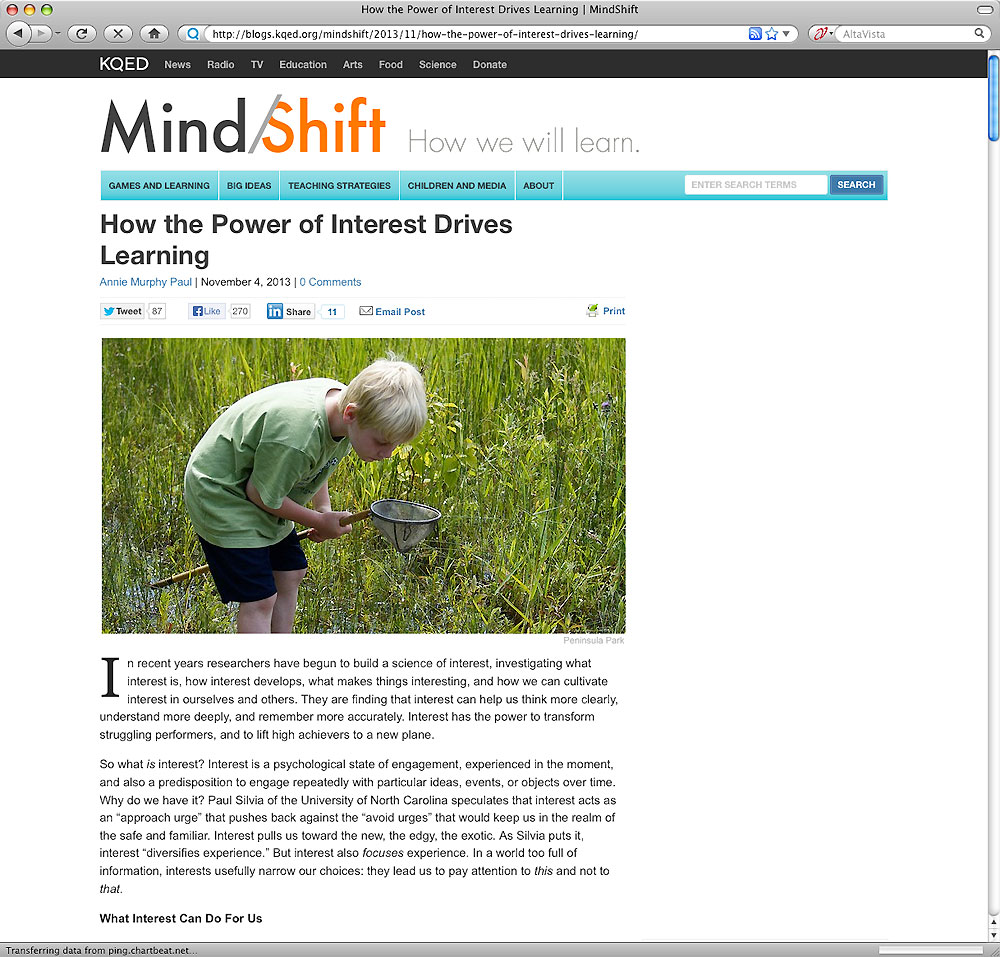 How the Power of Interest Drives Learning | MindShift
http://blogs.kqed.org/mindshift/2013/11/how-the-power-of-interest-drives-learning/
AltaVista
KQED News Radio TV Education Arts Food Science Donate
Mind/Shift How we will learn.
GAMES AND LEARNING BIG IDEAS TEACHING STRATEGIES CHILDREN AND MEDIA ABOUT ENTER SEARCH TERMS SEARCH
How the Power of Interest Drives
Learning
Annie Murphy Paul | November 4, 2013 | 0 Comments
Tweet 87 Like 270 in Share 11 Email Post Print
Peninsula Park
In recent years researchers have begun to build a science of interest, investigating what
interest is, how interest develops, what makes things interesting, and how we can cultivate
interest in ourselves and others. They are finding that interest can help us think more clearly,
understand more deeply, and remember more accurately. Interest has the power to transform
struggling performers, and to lift high achievers to a new plane.
So what is interest? Interest is a psychological state of engagement, experienced in the moment,
and also a predisposition to engage repeatedly with particular ideas, events, or objects over time.
Why do we have it? Paul Silvia of the University of North Carolina speculates that interest acts as
an “approach urge” that pushes back against the “avoid urges” that would keep us in the realm of
the safe and familiar. Interest pulls us toward the new, the edgy, the exotic. As Silvia puts it,
interest “diversifies experience.” But interest also focuses experience. In a world too full of
information, interests usefully narrow our choices: they lead us to pay attention to this and not to
that.
What Interest Can Do For Us
Transferring data from ping.chartbeat.net...